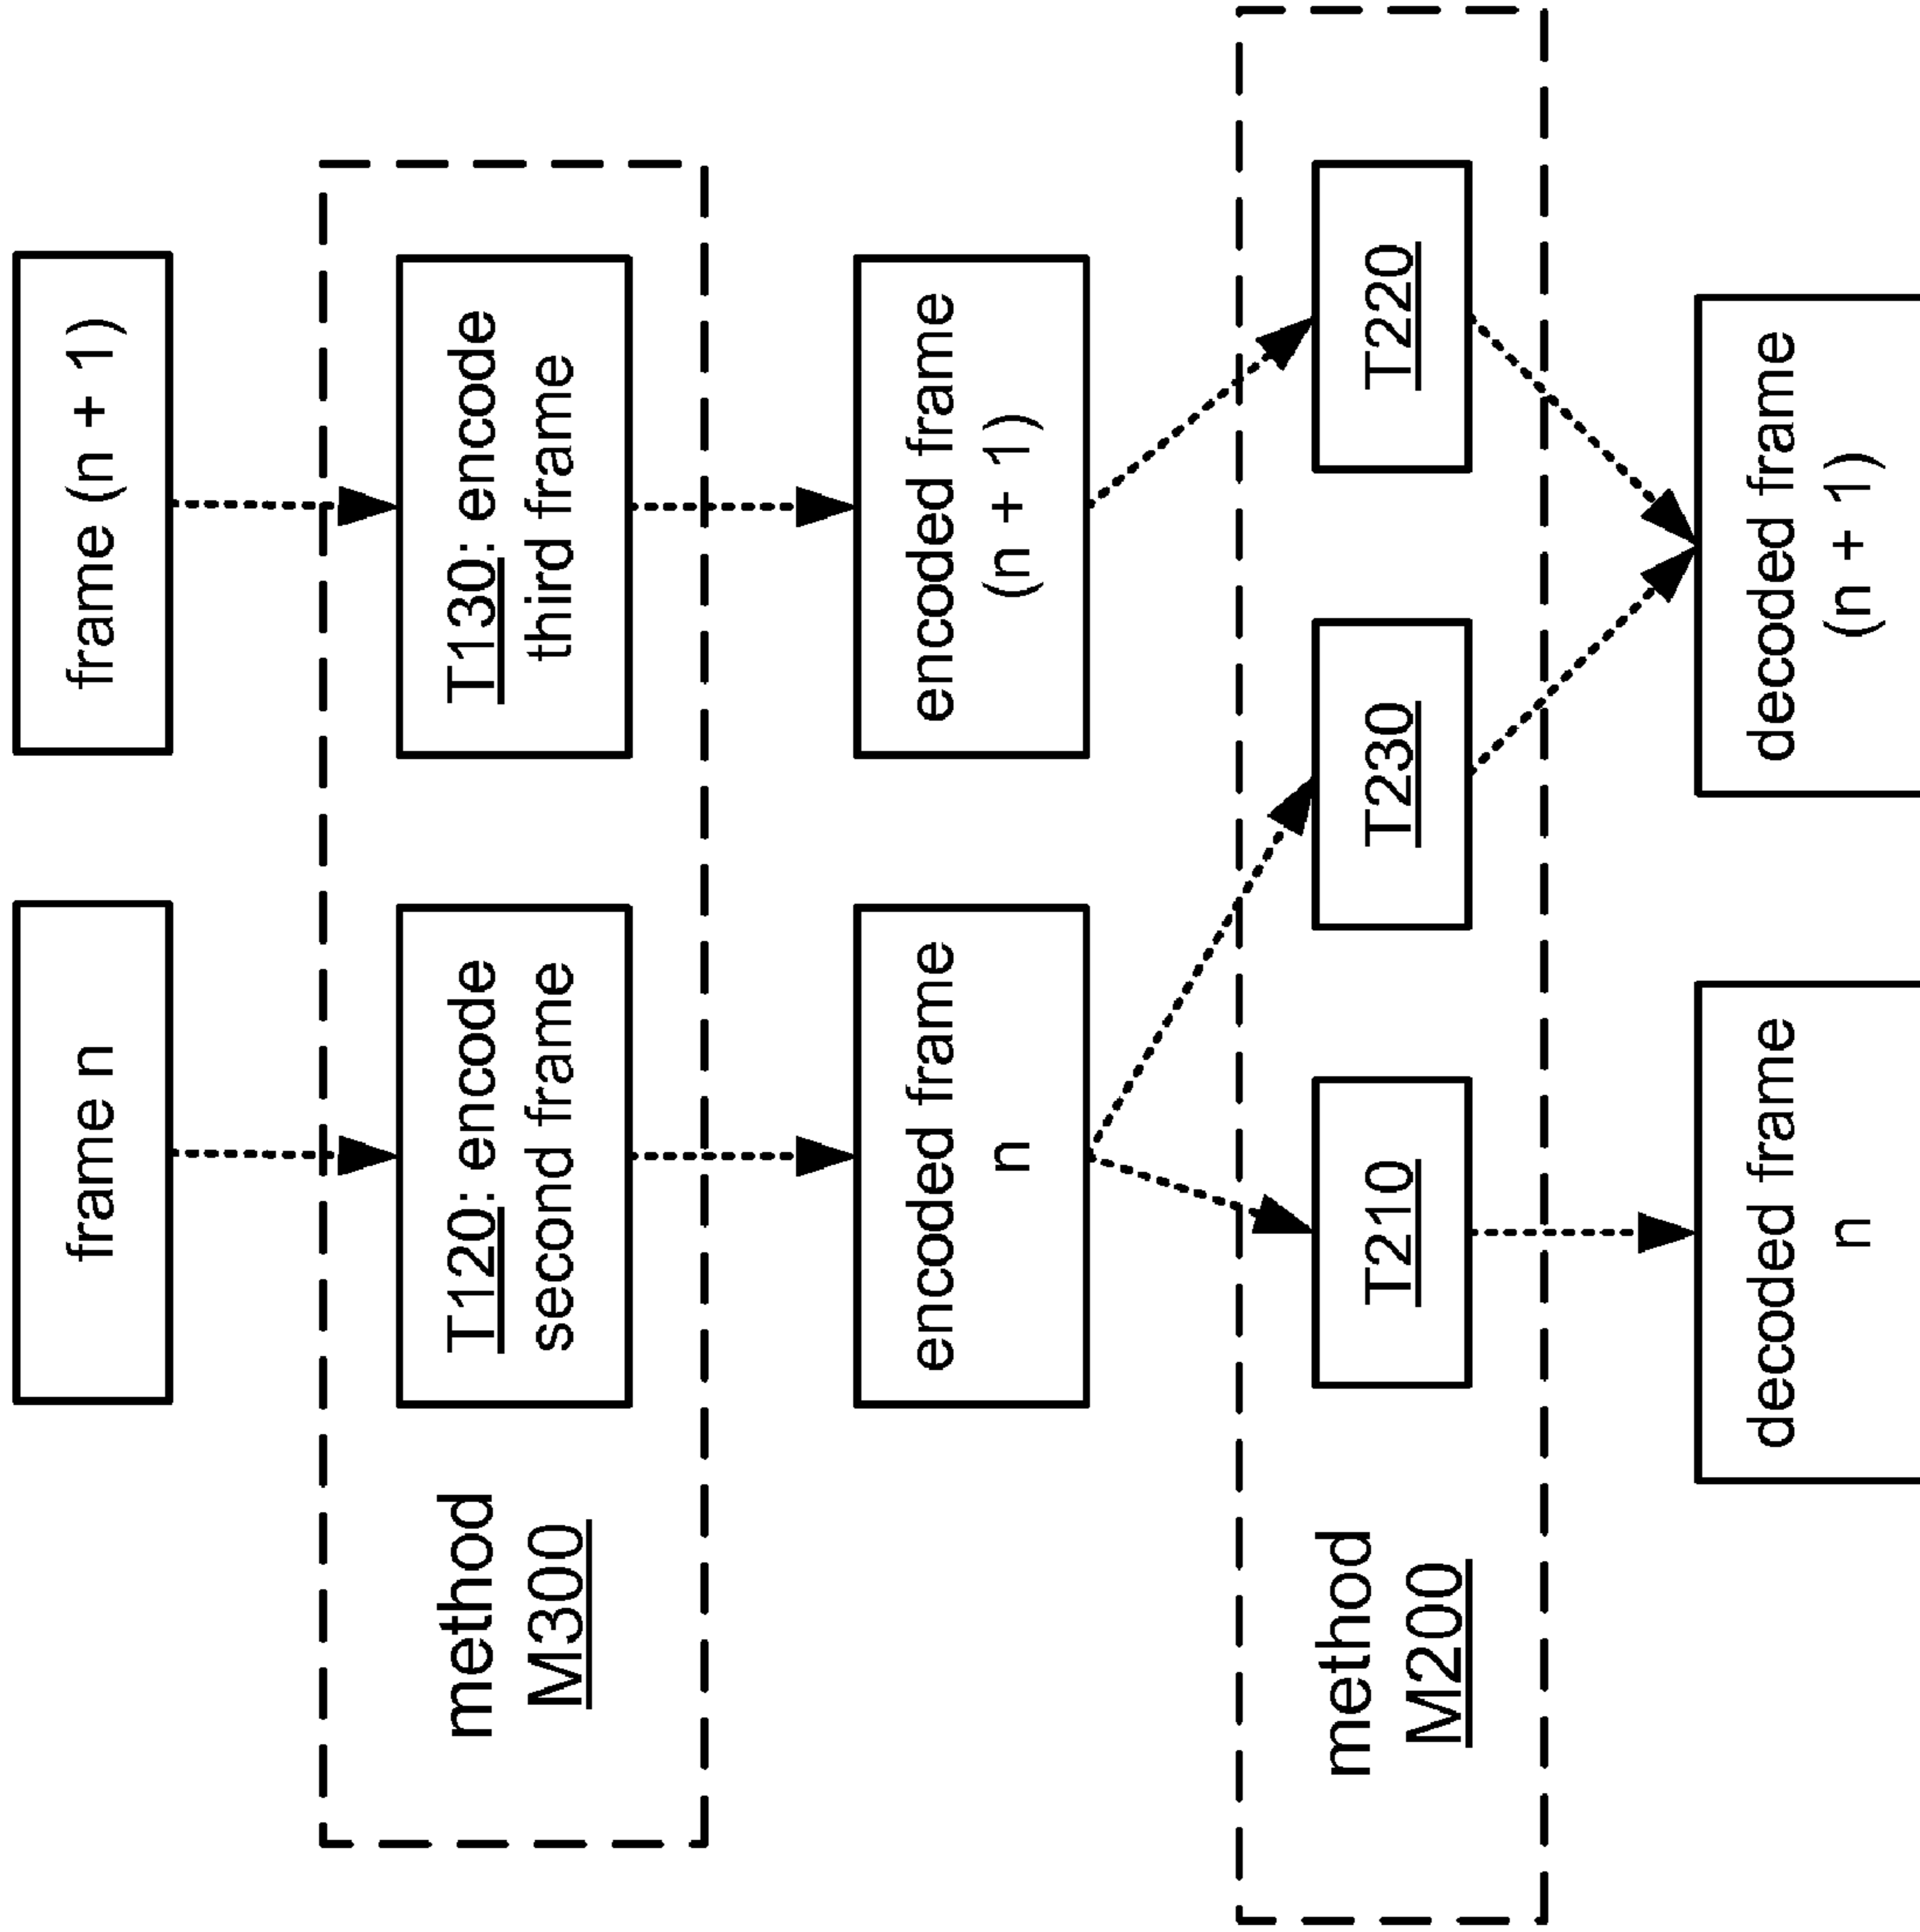 frame n
frame (n + 1)
method
M300
T120: encode
second frame
T130: encode
third frame
encoded frame
n
encoded frame
(n + 1)
method
M200
T210
T230
T220
decoded frame
n
decoded frame
(n + 1)